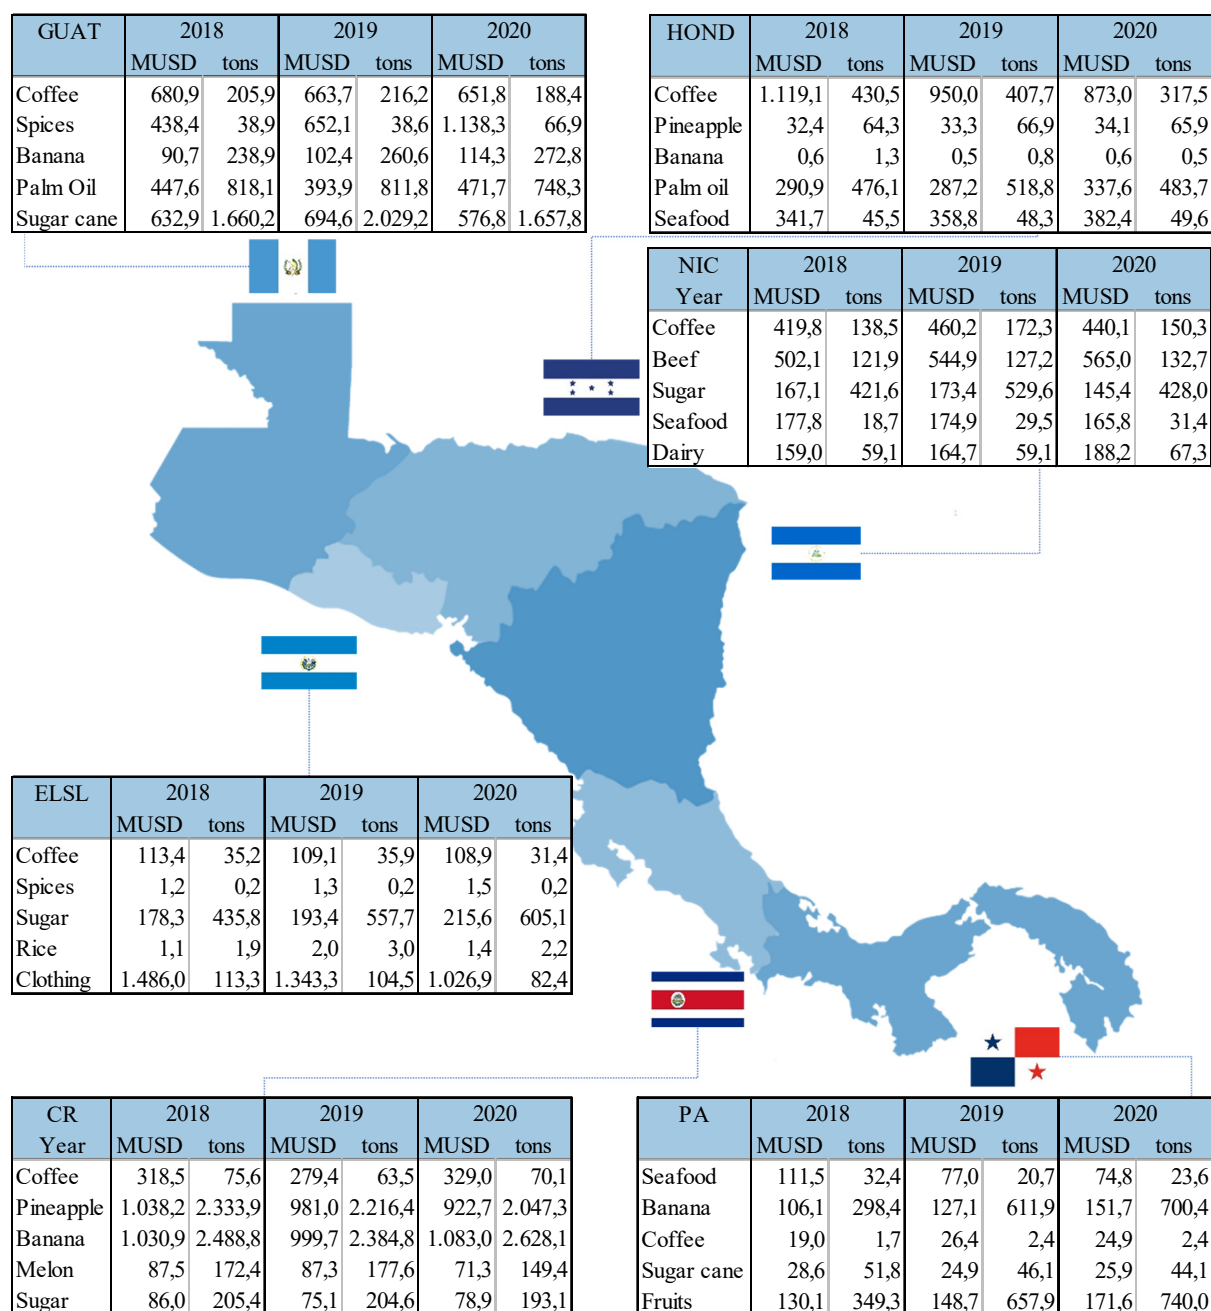 GUAT 2018 2019 2020
MUSD tons MUSD tons MUSD tons
Coffee 680,9 205,9 663,7 216,2 651,8 188,4
Spices 438,4 38,9 652,1 38,6 1.138,3 66,9
Banana 90,7 238,9 102,4 260,6 114,3 272,8
Palm Oil 447,6 818,1 393,9 811,8 471,7 748,3
Sugar cane 632,9 1.660,2 694,6 2.029,2 576,8 1.657,8
HOND 2018 2019 2020
MUSD tons MUSD tons MUSD tons
Coffee 1.119,1 430,5 950,0 407,7 873,0 317,5
Pineapple 32,4 64,3 33,3 66,9 34,1 65,9
Banana 0,6 1,3 0,5 0,8 0,6 0,5
Palm oil 290,9 476,1 287,2 518,8 337,6 483,7
Seafood 341,7 45,5 358,8 48,3 382,4 49,6
NIC 2018 2019 2020
Year MUSD tons MUSD tons MUSD tons
Coffee 419,8 138,5 460,2 172,3 440,1 150,3
Beef 502,1 121,9 544,9 127,2 565,0 132,7
Sugar 167,1 421,6 173,4 529,6 145,4 428,0
Seafood 177,8 18,7 174,9 29,5 165,8 31,4
Dairy 159,0 59,1 164,7 59,1 188,2 67,3
ELSL 2018 2019 2020
MUSD tons MUSD tons MUSD tons
Coffee 113,4 35,2 109,1 35,9 108,9 31,4
Spices 1,2 0,2 1,3 0,2 1,5 0,2
Sugar 178,3 435,8 193,4 557,7 215,6 605,1
Rice 1,1 1,9 2,0 3,0 1,4 2,2
Clothing 1.486,0 113,3 1.343,3 104,5 1.026,9 82,4
CR 2018 2019 2020
Year MUSD tons MUSD tons MUSD tons
Coffee 318,5 75,6 279,4 63,5 329,0 70,1
Pineapple 1.038,2 2.333,9 981,0 2.216,4 922,7 2.047,3
Banana 1.030,9 2.488,8 999,7 2.384,8 1.083,0 2.628,1
Melon 87,5 172,4 87,3 177,6 71,3 149,4
Sugar 86,0 205,4 75,1 204,6 78,9 193,1
PA 2018 2019 2020
MUSD tons MUSD tons MUSD tons
Seafood 111,5 32,4 77,0 20,7 74,8 23,6
Banana 106,1 298,4 127,1 611,9 151,7 700,4
Coffee 19,0 1,7 26,4 2,4 24,9 2,4
Sugar cane 28,6 51,8 24,9 46,1 25,9 44,1
Fruits 130,1 349,3 148,7 657,9 171,6 740,0